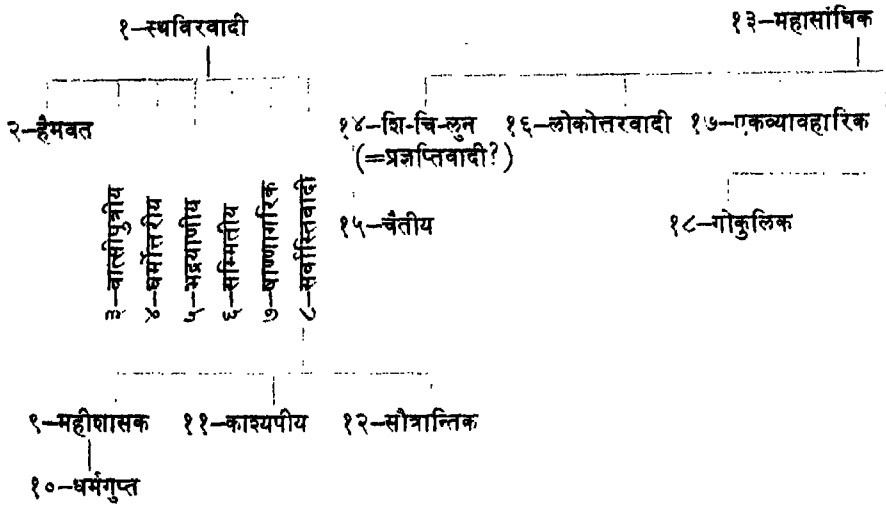 १–स्थविरवादी
१३–महासांघिक
२–हैमवत
३–वात्सीपुत्रीय
४–धर्मोत्तरीय
५–भद्रयाणीय
६–सम्मितीय
७–षाण्णागरिक
८–सर्वास्तिवादी
१४–शि-चि-लुन
(=प्रज्ञप्तिवादी?)
१६–लोकोत्तरवादी
१७–एकव्यावहारिक
१५–चैतीय
१८–गोकुलिक
९–महीशासक
११–काश्यपीय
१२–सौत्रान्तिक
१०–धर्मगुप्त